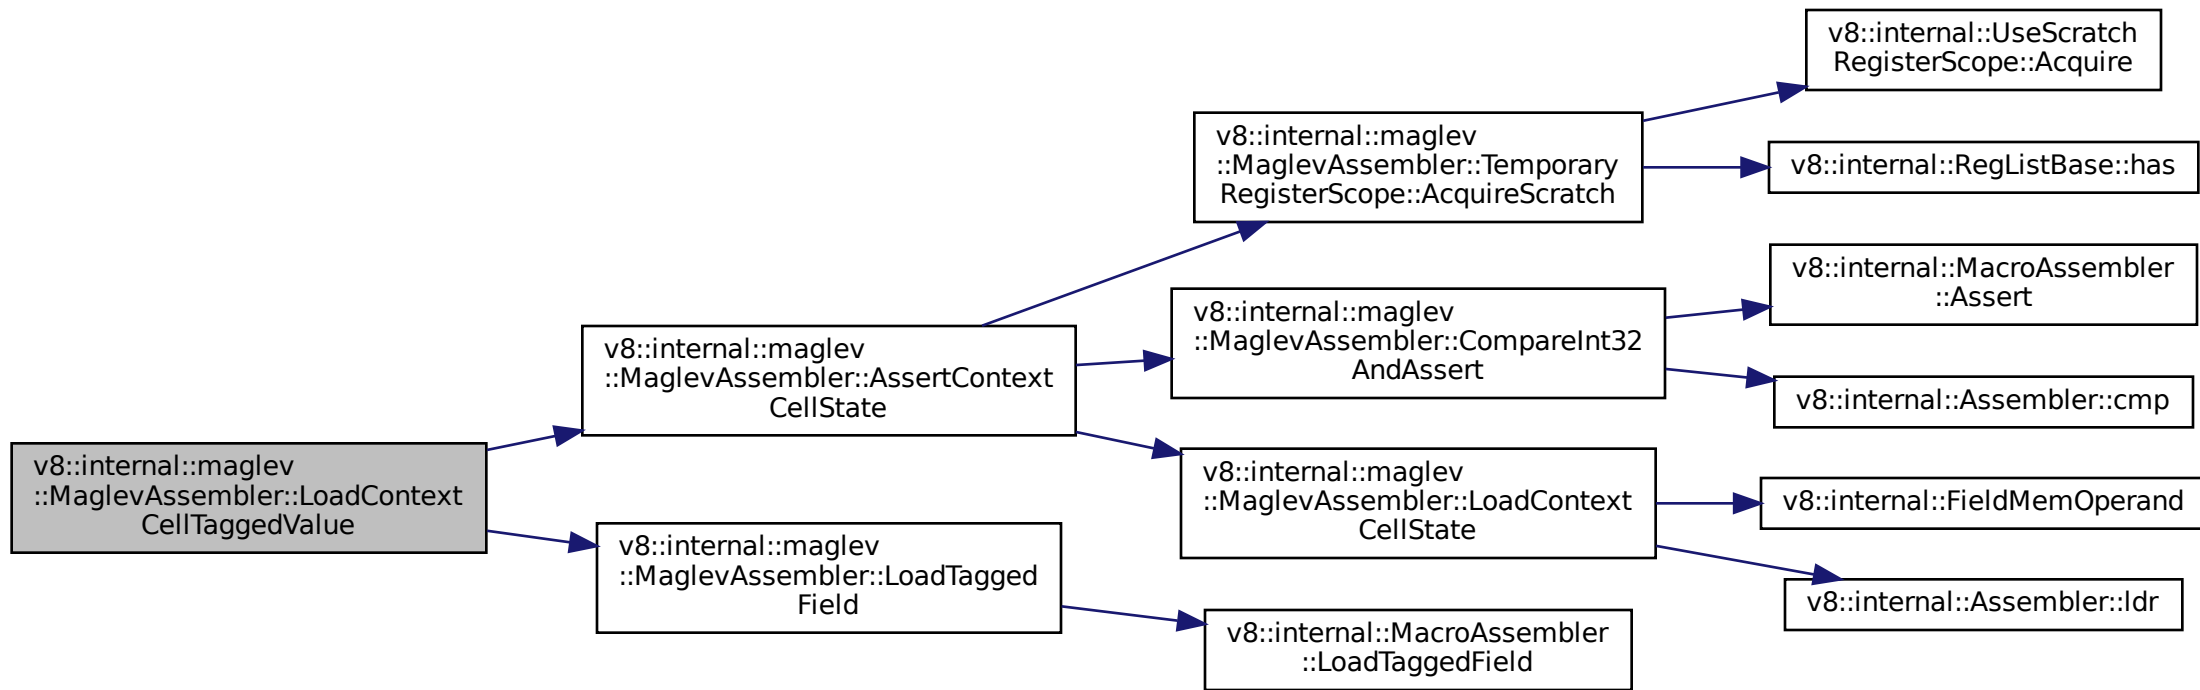 v8::internal::maglev
::MaglevAssembler::LoadContext
CellTaggedValue
v8::internal::maglev
::MaglevAssembler::AssertContext
CellState
v8::internal::maglev
::MaglevAssembler::Temporary
RegisterScope::AcquireScratch
v8::internal::UseScratch
RegisterScope::Acquire
v8::internal::RegListBase::has
v8::internal::maglev
::MaglevAssembler::CompareInt32
AndAssert
v8::internal::MacroAssembler
::Assert
v8::internal::Assembler::cmp
v8::internal::maglev
::MaglevAssembler::LoadContext
CellState
v8::internal::FieldMemOperand
v8::internal::Assembler::ldr
v8::internal::maglev
::MaglevAssembler::LoadTagged
Field
v8::internal::MacroAssembler
::LoadTaggedField